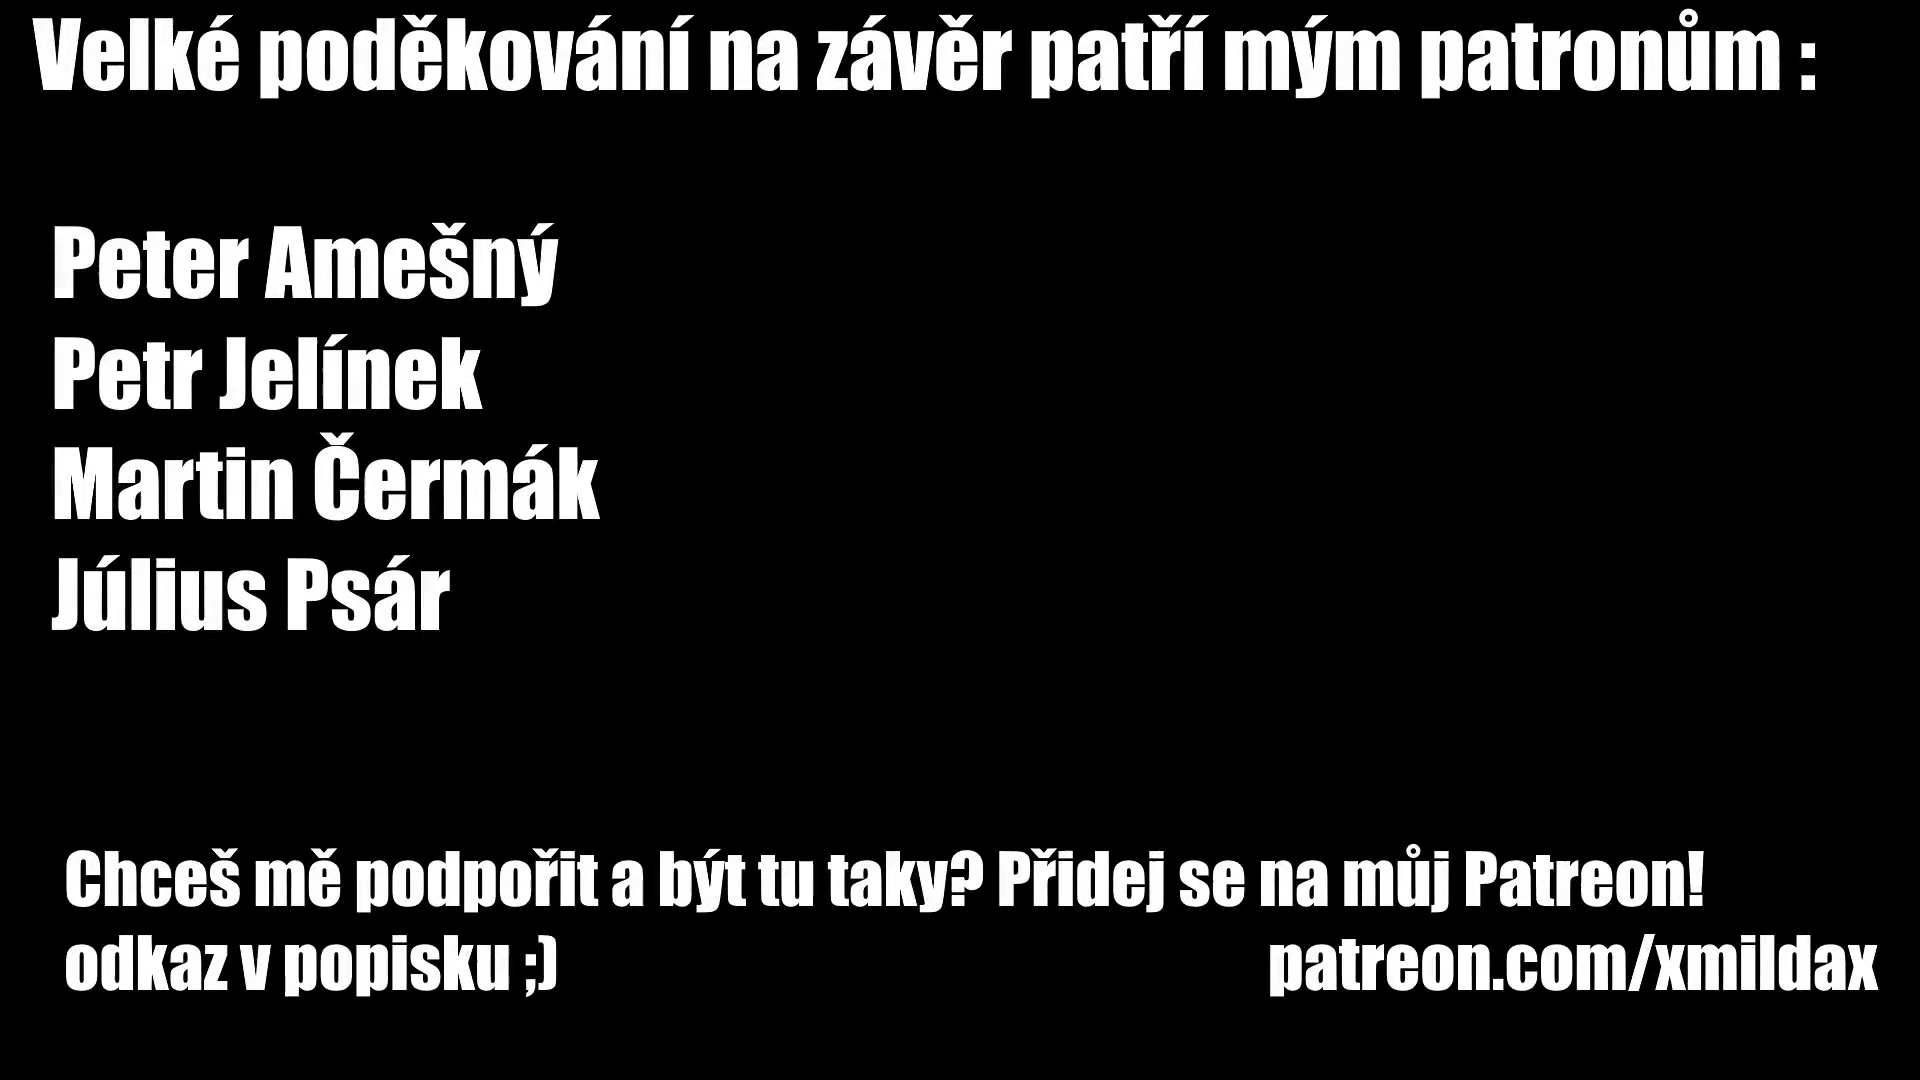 Velké poděkování na závěr patří mým patronům :
Peter Amešný
Petr Jelínek
Martin Čermák
Július Psár
Chceš mě podpořit a být tu taky? Přidej se na můj Patreon!
odkaz v popisku ;)
patreon.com/xmildax